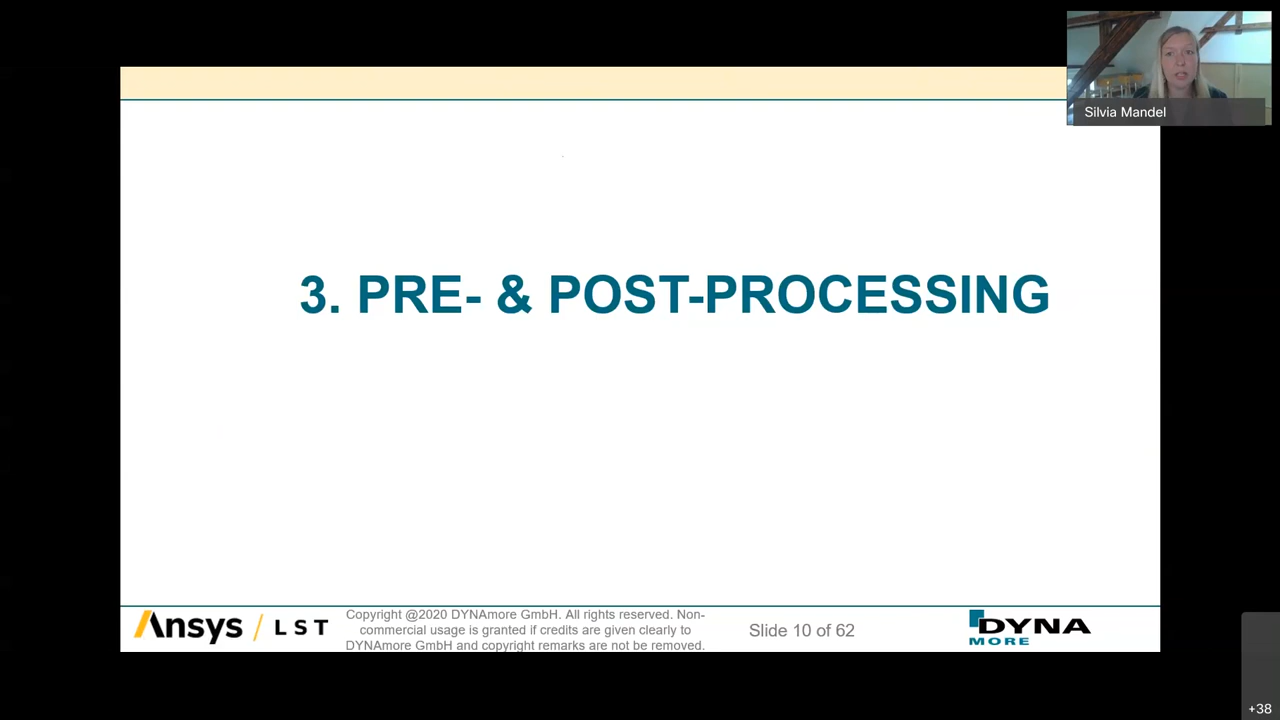 Silvia Mandel
3. PRE- & POST-PROCESSING
Ansys / LST
Copyright @2020 DYNAmore GmbH. All rights reserved. Non-
commercial usage is granted if credits are given clearly to
DYNAmore GmbH and copyright remarks are not be removed.
Slide 10 of 62
DYNA
MORE
+38